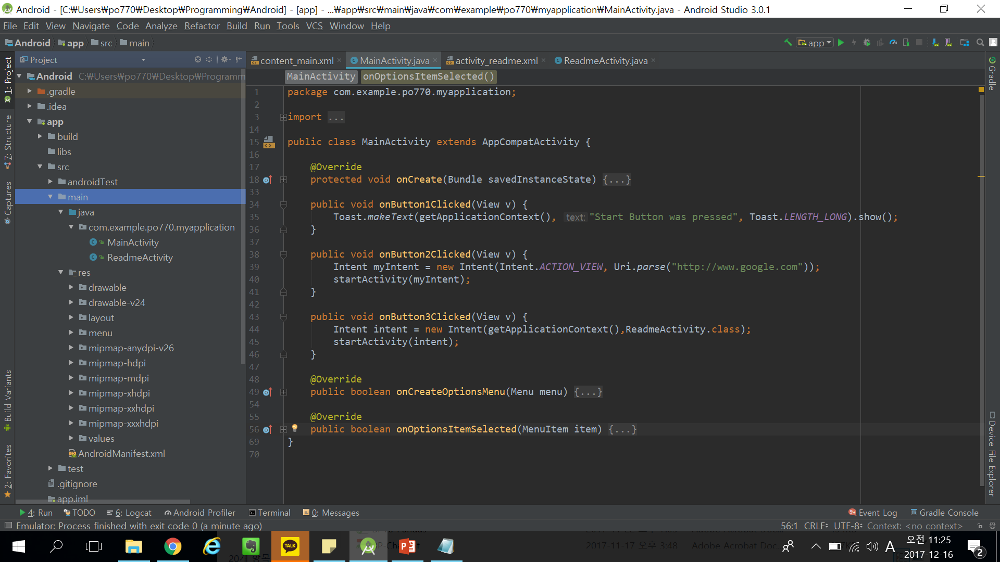 Android - [C:₩Users₩po770₩Desktop₩Programming₩Android] - [app] - ...₩app₩src₩main₩java₩com₩example₩po770₩myapplication₩MainActivity.java - Android Studio 3.0.1
File Edit View Navigate Code Analyze Refactor Build Run Tools VCS Window Help
Android app src main app
1: Project
7: Structure
Captures
Build Variants
2: Favorites
Project
Android C:₩Users₩po770₩Desktop₩Programm
.gradle
.idea
app
build
libs
src
androidTest
main
java
com.example.po770.myapplication
MainActivity
ReadmeActivity
res
drawable
drawable-v24
layout
menu
mipmap-anydpi-v26
mipmap-hdpi
mipmap-mdpi
mipmap-xhdpi
mipmap-xxhdpi
mipmap-xxxhdpi
values
AndroidManifest.xml
test
.gitignore
app.iml
content_main.xml MainActivity.java activity_readme.xml ReadmeActivity.java
MainActivity onOptionsItemSelected()
1 package com.example.po770.myapplication;
2
3 import ...
14
15 public class MainActivity extends AppCompatActivity {
16
17 @Override
18 protected void onCreate(Bundle savedInstanceState) {...}
33
34 public void onButton1Clicked(View v) {
35 Toast.makeText(getApplicationContext(), text: "Start Button was pressed", Toast.LENGTH_LONG).show();
36 }
37
38 public void onButton2Clicked(View v) {
39 Intent myIntent = new Intent(Intent.ACTION_VIEW, Uri.parse("http://www.google.com"));
40 startActivity(myIntent);
41 }
42
43 public void onButton3Clicked(View v) {
44 Intent intent = new Intent(getApplicationContext(),ReadmeActivity.class);
45 startActivity(intent);
46 }
47
48 @Override
49 public boolean onCreateOptionsMenu(Menu menu) {...}
54
55 @Override
56 public boolean onOptionsItemSelected(MenuItem item) {...}
69 }
70
Gradle
Device File Explorer
4: Run TODO 6: Logcat Android Profiler Terminal 0: Messages 9+ Event Log Gradle Console
Emulator: Process finished with exit code 0 (a minute ago) 56:1 CRLF UTF-8 Context: <no context>
TALK
2017-11-17 오후 3:48 Adobe Acrobat Doc...
20개 항목
A
오전 11:25
2017-12-16
2